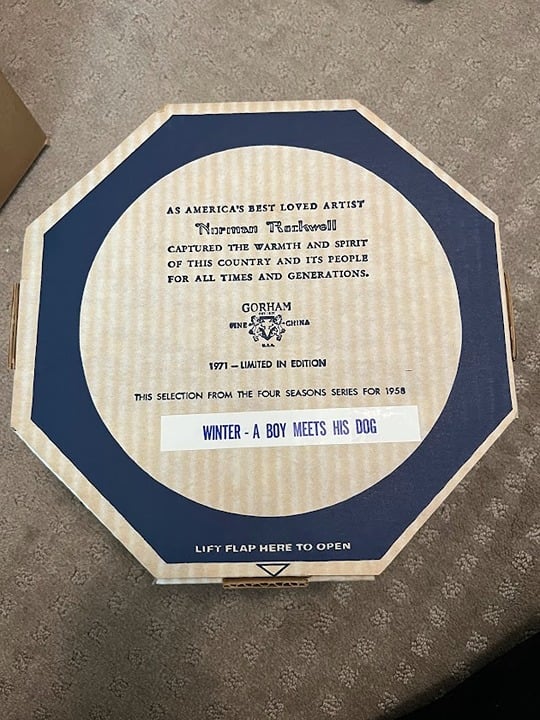 AS AMERICA'S BEST LOVED ARTIST
Norman Rockwell
CAPTURED THE WARMTH AND SPIRIT
OF THIS COUNTRY AND ITS PEOPLE
FOR ALL TIMES AND GENERATIONS.
GORHAM
FINE CHINA
U.S.A.
1971 — LIMITED IN EDITION
THIS SELECTION FROM THE FOUR SEASONS SERIES FOR 1958
WINTER - A BOY MEETS HIS DOG
LIFT FLAP HERE TO OPEN